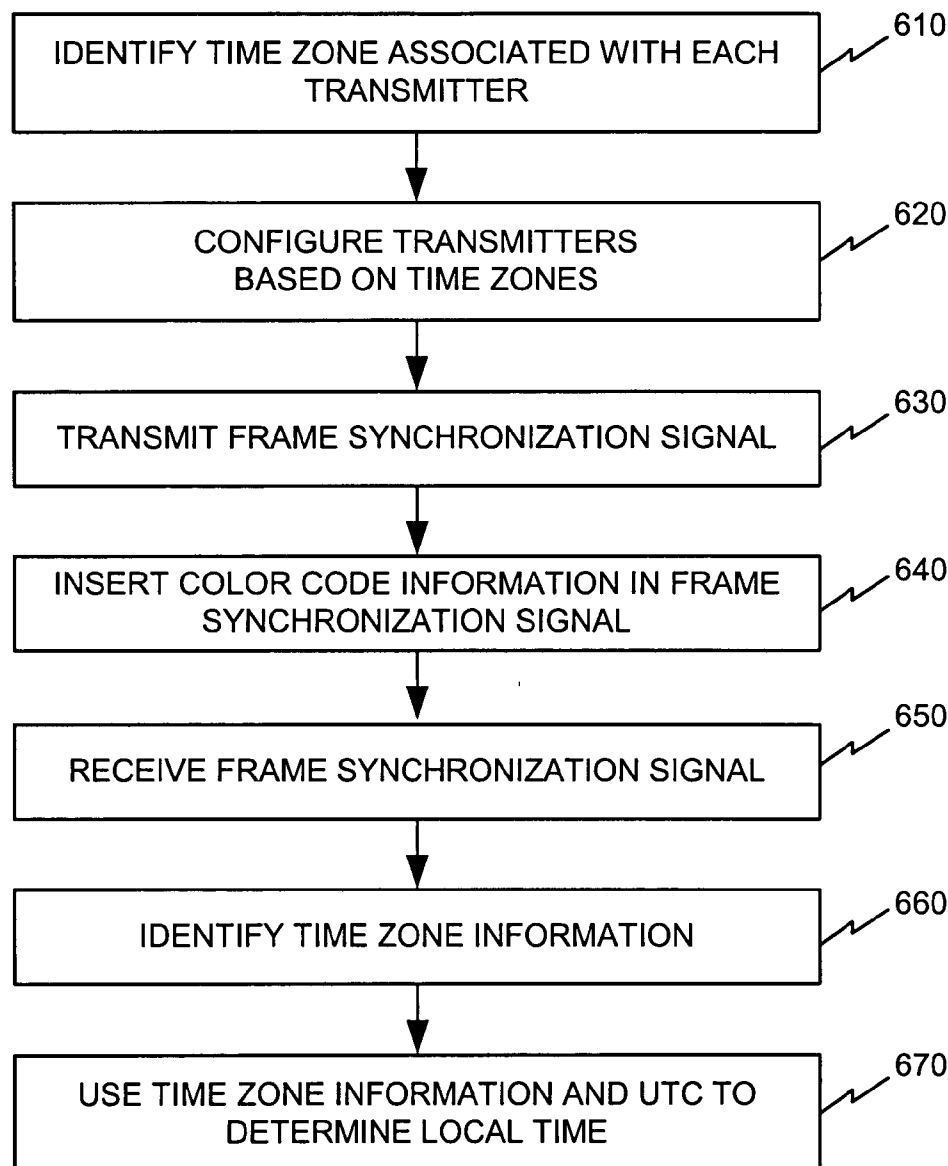 610
IDENTIFY TIME ZONE ASSOCIATED WITH EACH
TRANSMITTER
620
CONFIGURE TRANSMITTERS
BASED ON TIME ZONES
630
TRANSMIT FRAME SYNCHRONIZATION SIGNAL
640
INSERT COLOR CODE INFORMATION IN FRAME
SYNCHRONIZATION SIGNAL
650
RECEIVE FRAME SYNCHRONIZATION SIGNAL
660
IDENTIFY TIME ZONE INFORMATION
670
USE TIME ZONE INFORMATION AND UTC TO
DETERMINE LOCAL TIME